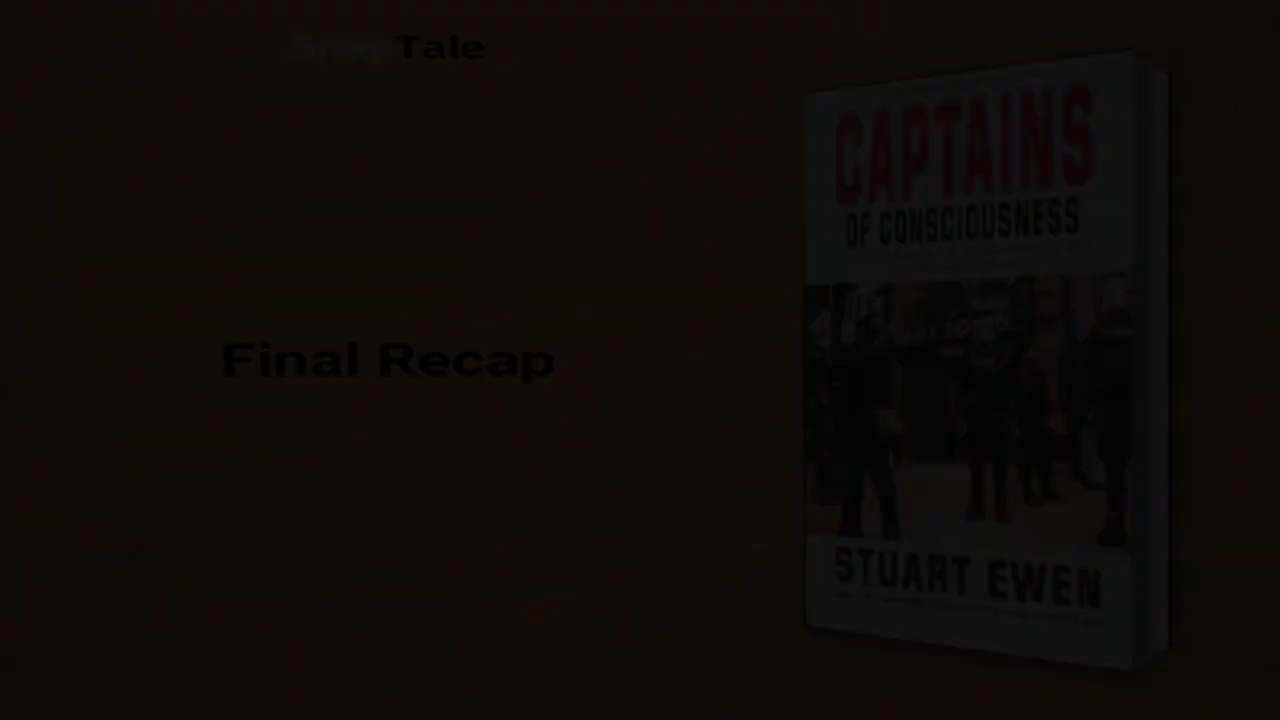 Tale
CAPTAINS
OF CONSCIOUSNESS
Final Recap
STUART EWEN